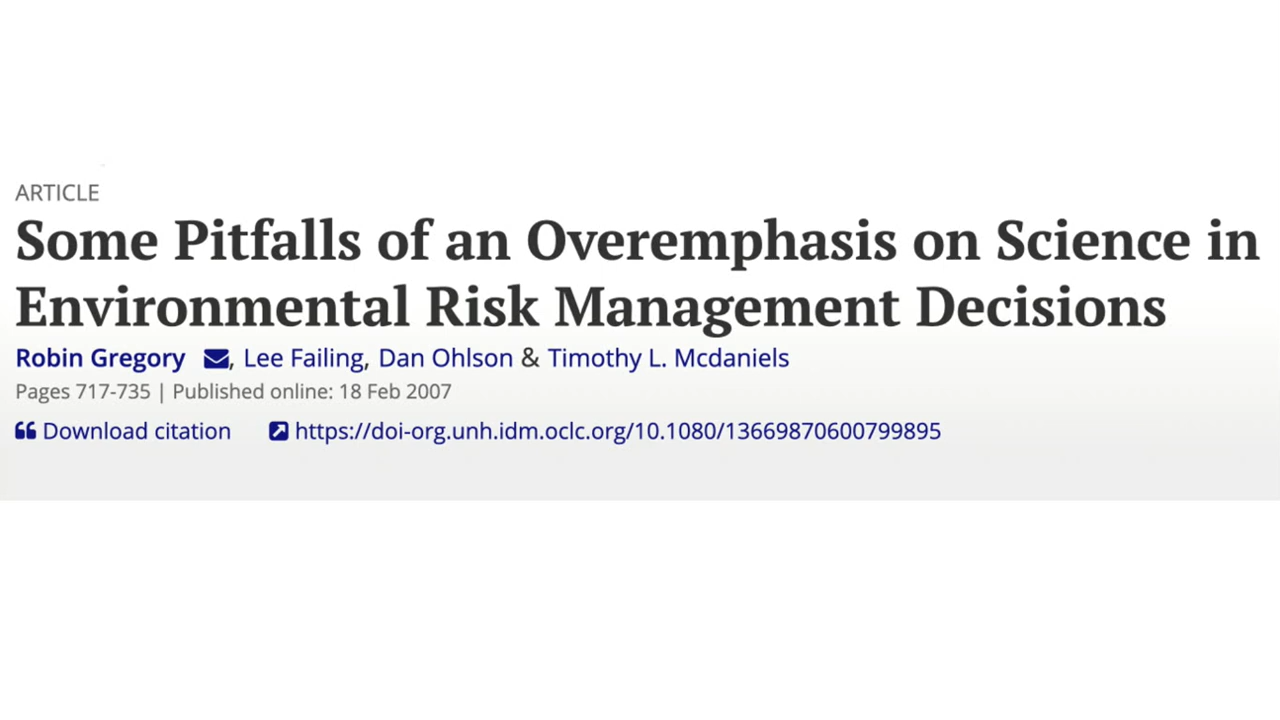 ARTICLE
Some Pitfalls of an Overemphasis on Science in
Environmental Risk Management Decisions
Robin Gregory , Lee Failing, Dan Ohlson & Timothy L. Mcdaniels
Pages 717-735 | Published online: 18 Feb 2007
Download citation https://doi-org.unh.idm.oclc.org/10.1080/13669870600799895